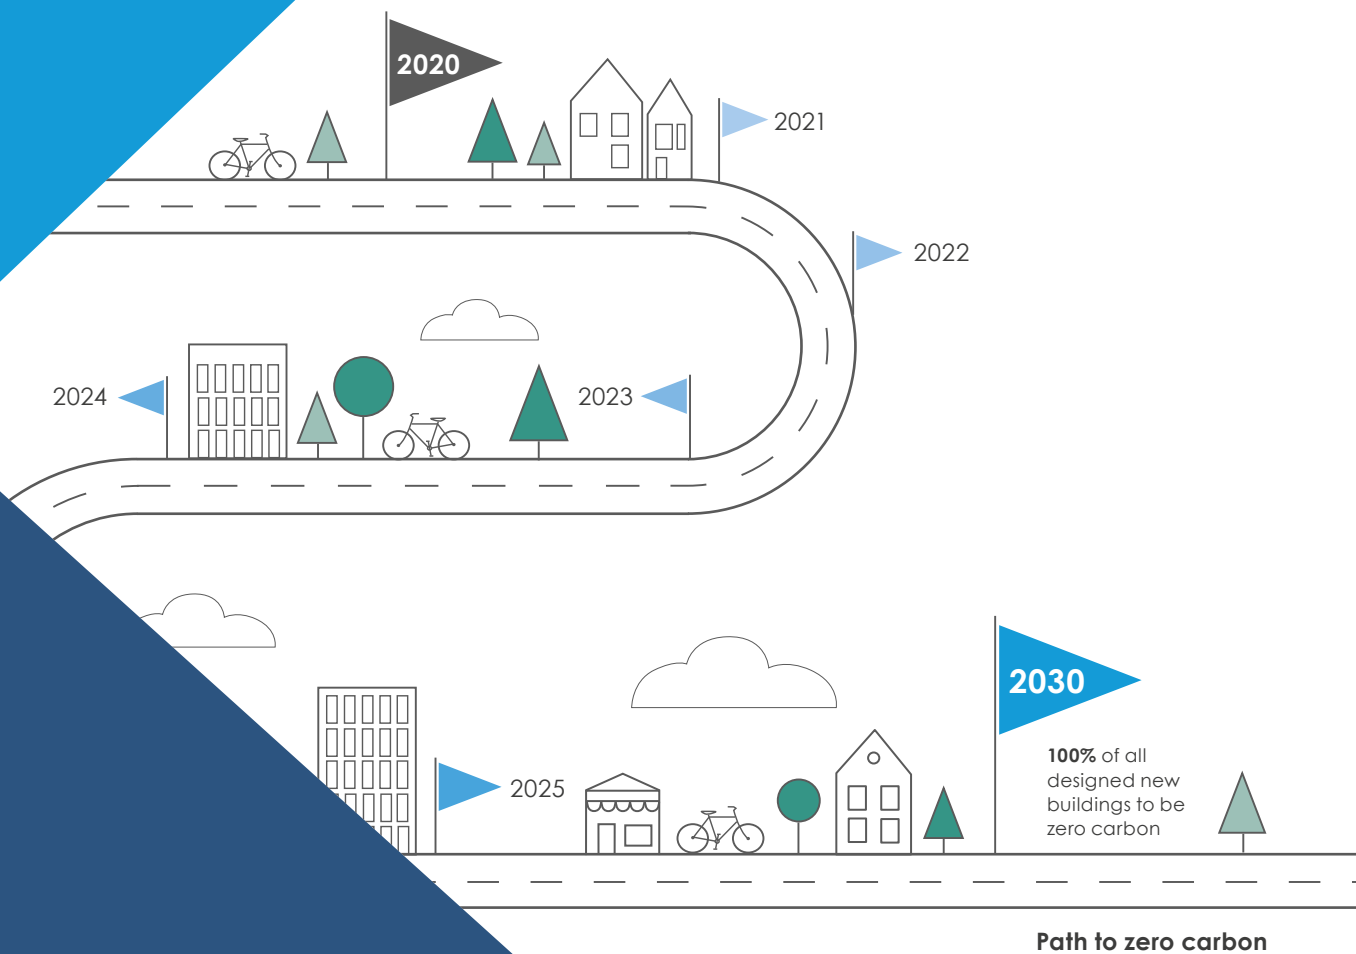 2020
2021
2022
2023
2024
2025
2030
100% of all
designed new
buildings to be
zero carbon
Path to zero carbon